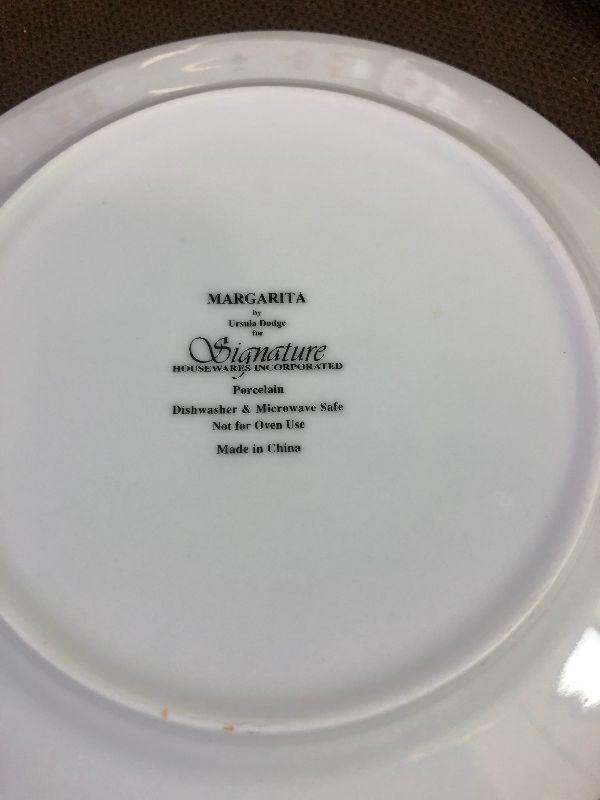 MARGARITA
by
Ursula Dodge
for
Signature
HOUSEWARES INCORPORATED
Porcelain
Dishwasher & Microwave Safe
Not for Oven Use
Made in China